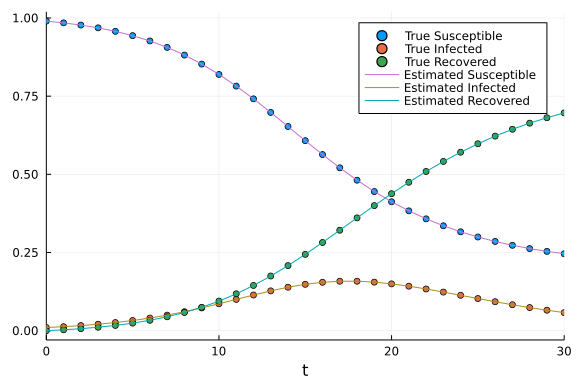 1.00
0.75
0.50
0.25
0.00
0
10
20
30
t
True Susceptible
True Infected
True Recovered
Estimated Susceptible
Estimated Infected
Estimated Recovered